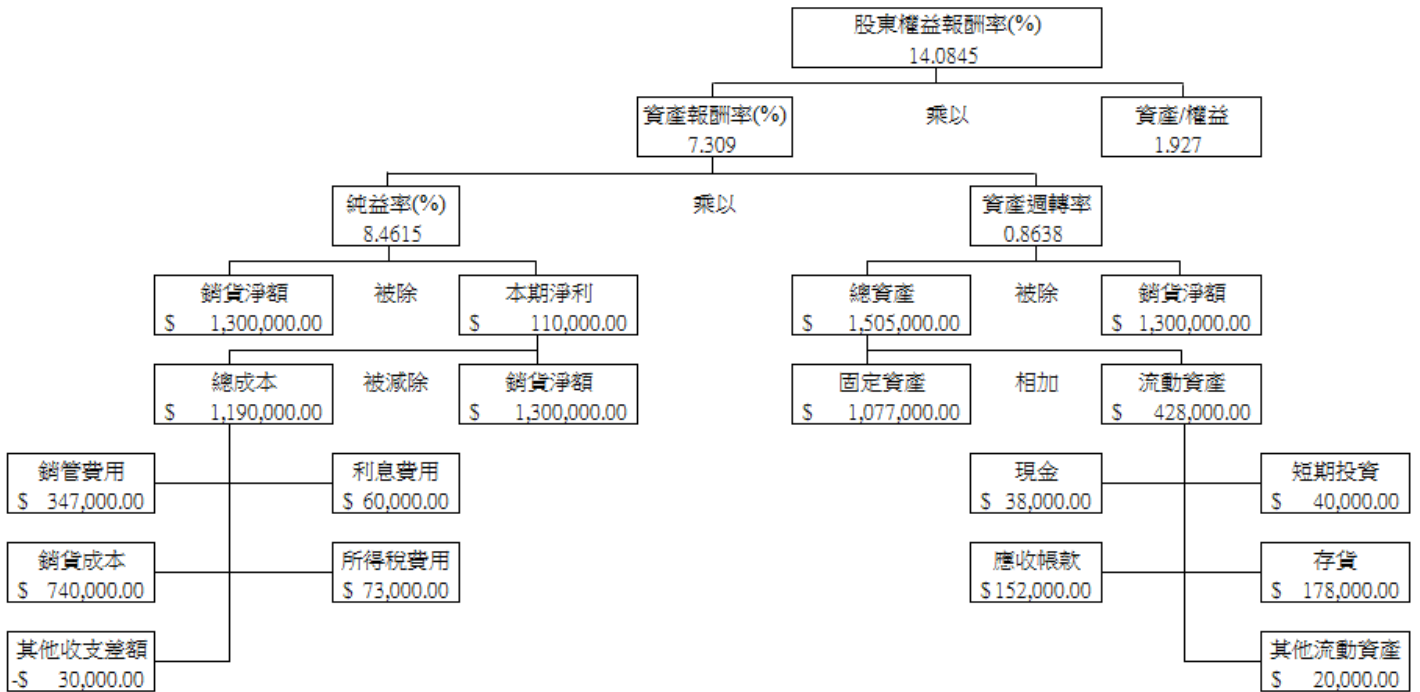 股東權益報酬率(%)
14.0845
資產報酬率(%) 乘以 資產/權益
7.309 1.927
純益率(%) 乘以 資產週轉率
8.4615 0.8638
銷貨淨額 被除 本期淨利 總資產 被除 銷貨淨額
$ 1,300,000.00 $ 110,000.00 $ 1,505,000.00 $ 1,300,000.00
總成本 被減除 銷貨淨額 固定資產 相加 流動資產
$ 1,190,000.00 $ 1,300,000.00 $ 1,077,000.00 $ 428,000.00
銷管費用 利息費用 現金 短期投資
$ 347,000.00 $ 60,000.00 $ 38,000.00 $ 40,000.00
銷貨成本 所得稅費用 應收帳款 存貨
$ 740,000.00 $ 73,000.00 $152,000.00 $ 178,000.00
其他收支差額 其他流動資產
-$ 30,000.00 $ 20,000.00